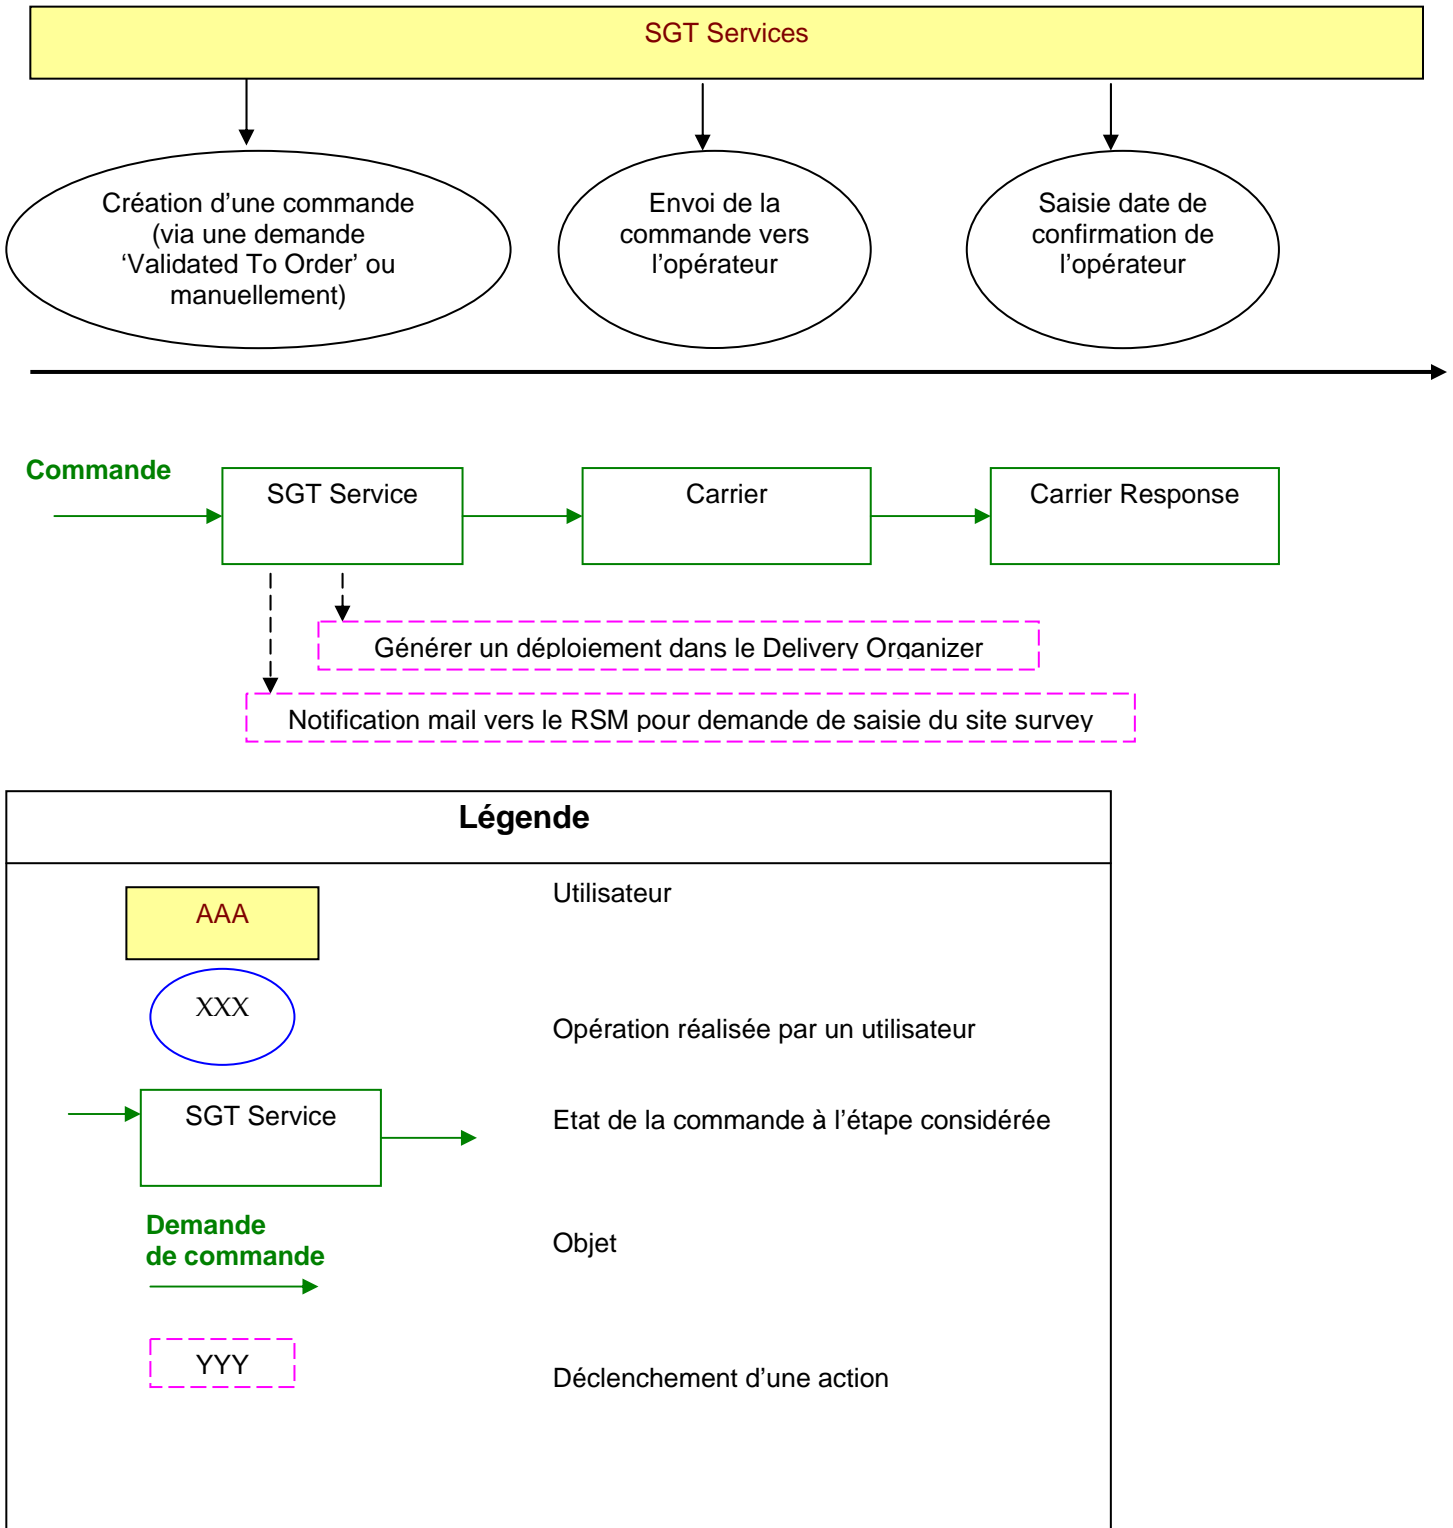 SGT Services
Création d’une commande
(via une demande
‘Validated To Order’ ou
manuellement)
Envoi de la
commande vers
l’opérateur
Saisie date de
confirmation de
l’opérateur
Commande
SGT Service
Carrier
Carrier Response
Générer un déploiement dans le Delivery Organizer
Notification mail vers le RSM pour demande de saisie du site survey
Légende
AAA
Utilisateur
XXX
Opération réalisée par un utilisateur
SGT Service
Etat de la commande à l’étape considérée
Demande
de commande
Objet
YYY
Déclenchement d’une action